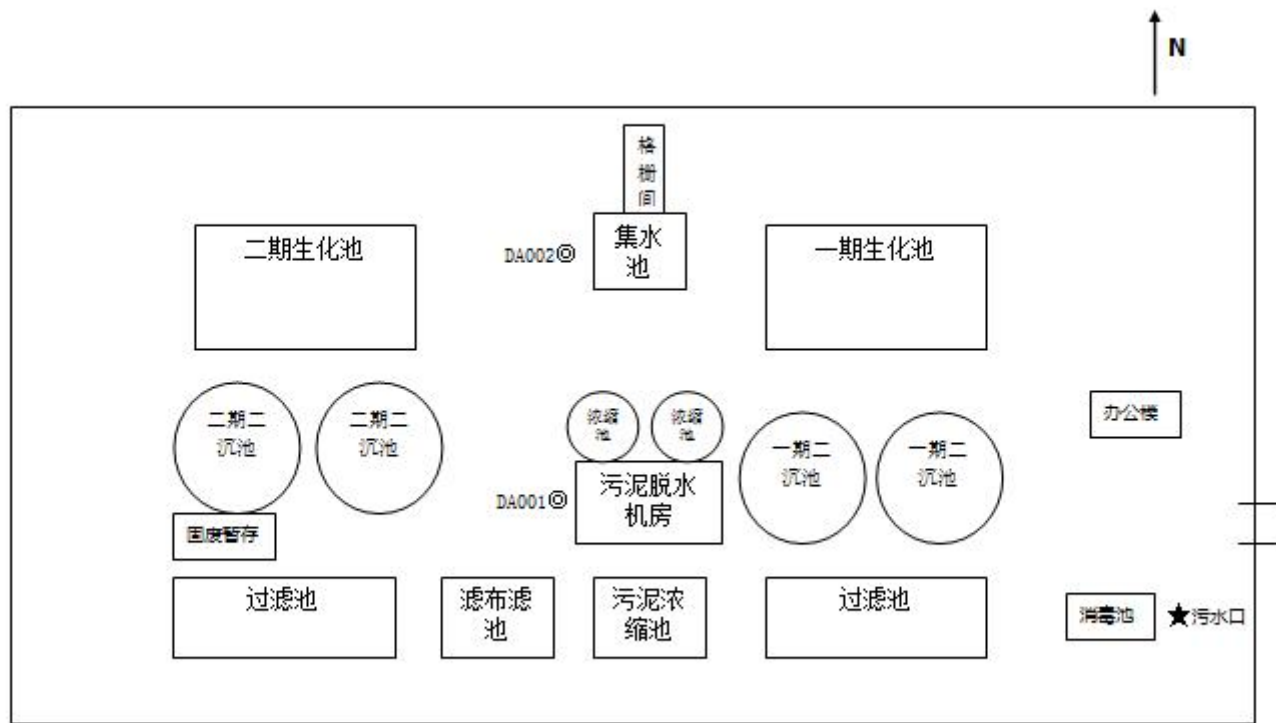 N
格
栅
间
二期生化池
DA002
集水
池
一期生化池
二期二
沉池
二期二
沉池
浓缩
池
浓缩
池
一期二
沉池
一期二
沉池
办公楼
DA001
污泥脱水
机房
固废暂存
过滤池
滤布滤
池
污泥浓
缩池
过滤池
消毒池
★污水口